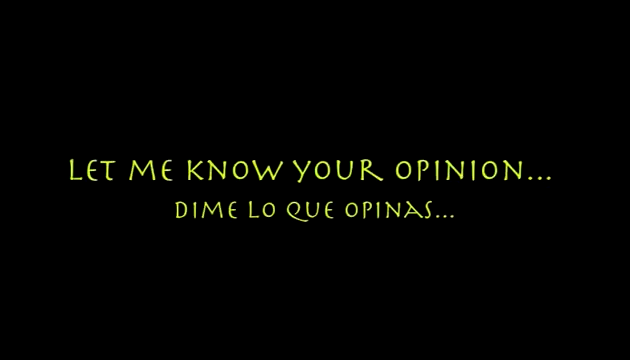 LET ME KNOW YOUR OPINION...
DIME LO QUE OPINAS...